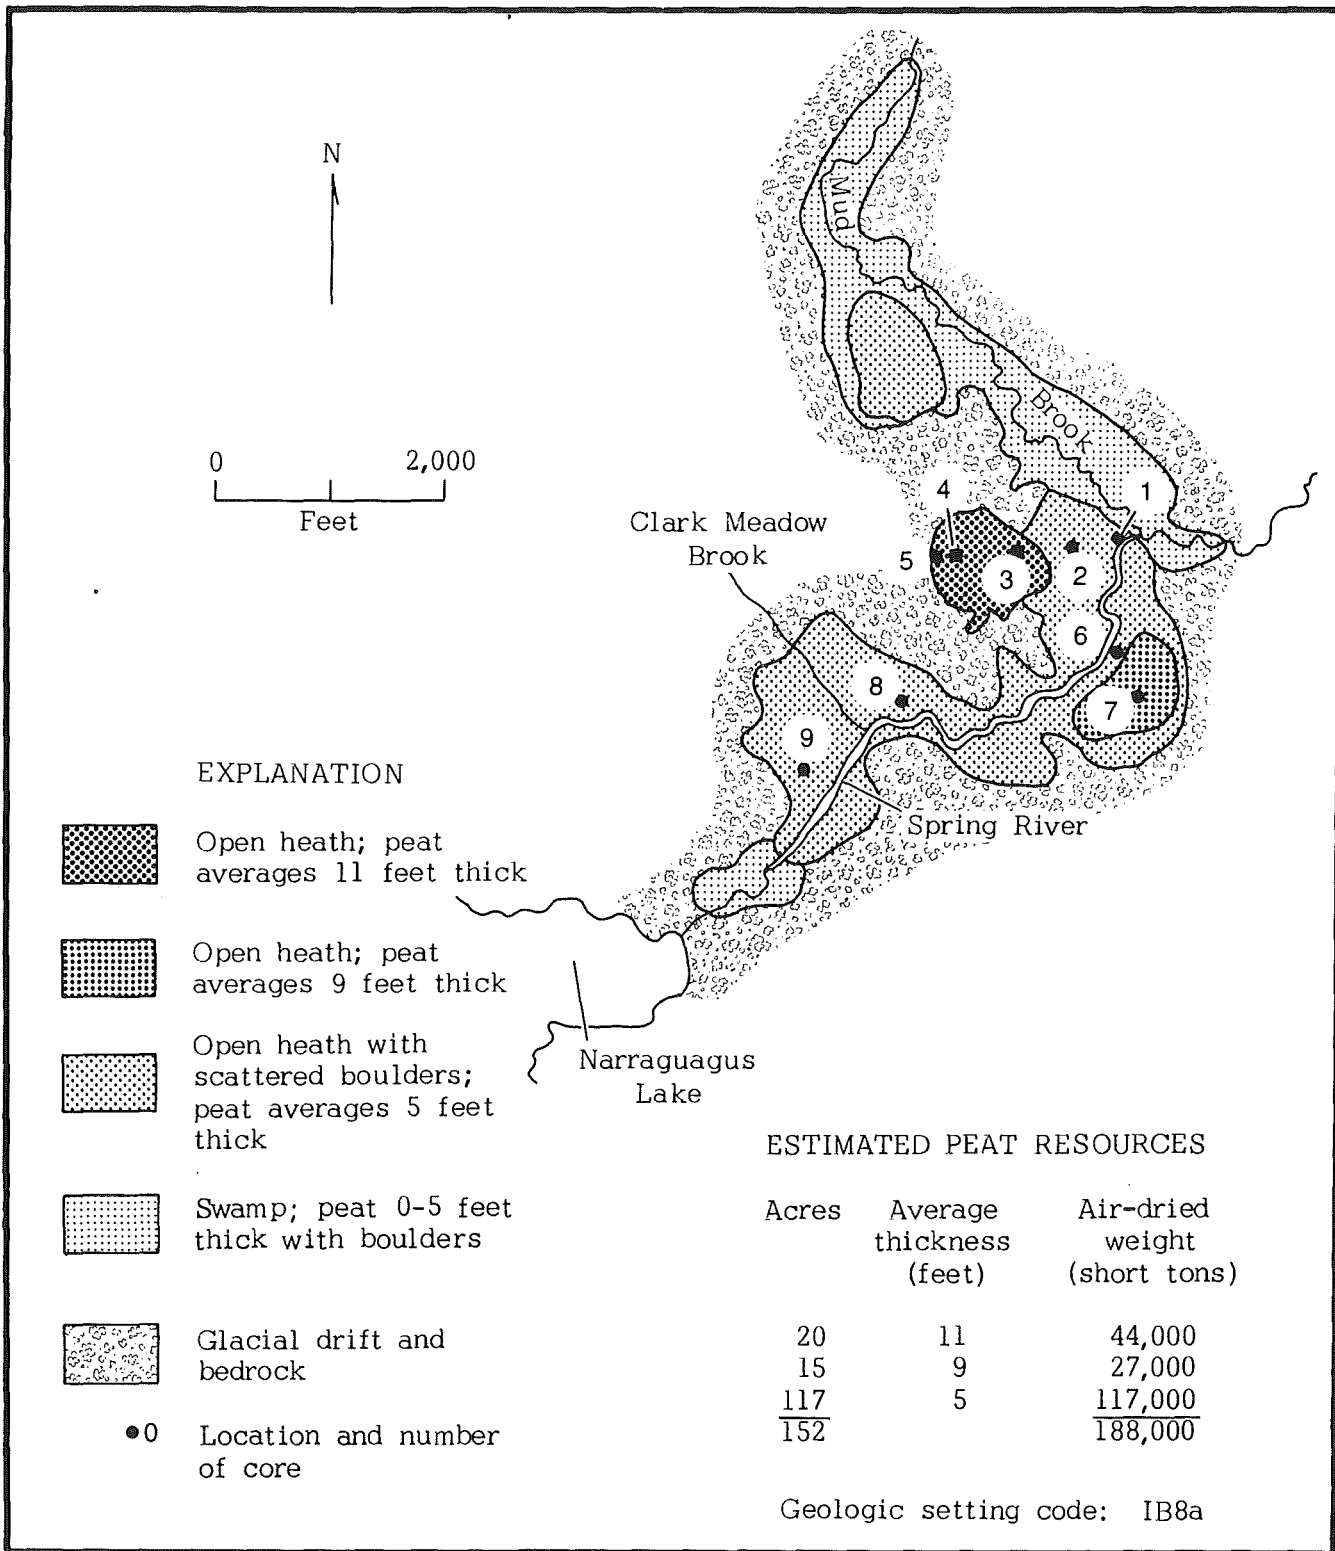 N
Mud
Brook
0 2,000
Feet
4
1
Clark Meadow
Brook
5
3
2
6
8
7
9
Spring River
EXPLANATION
Open heath; peat
averages 11 feet thick
Open heath; peat
averages 9 feet thick
Open heath with
scattered boulders;
peat averages 5 feet
thick
Swamp; peat 0-5 feet
thick with boulders
Glacial drift and
bedrock
0 Location and number
of core
Narraguagus
Lake
ESTIMATED PEAT RESOURCES
Acres Average Air-dried
thickness weight
(feet) (short tons)
20 11 44,000
15 9 27,000
117 5 117,000
152 188,000
Geologic setting code: IB8a